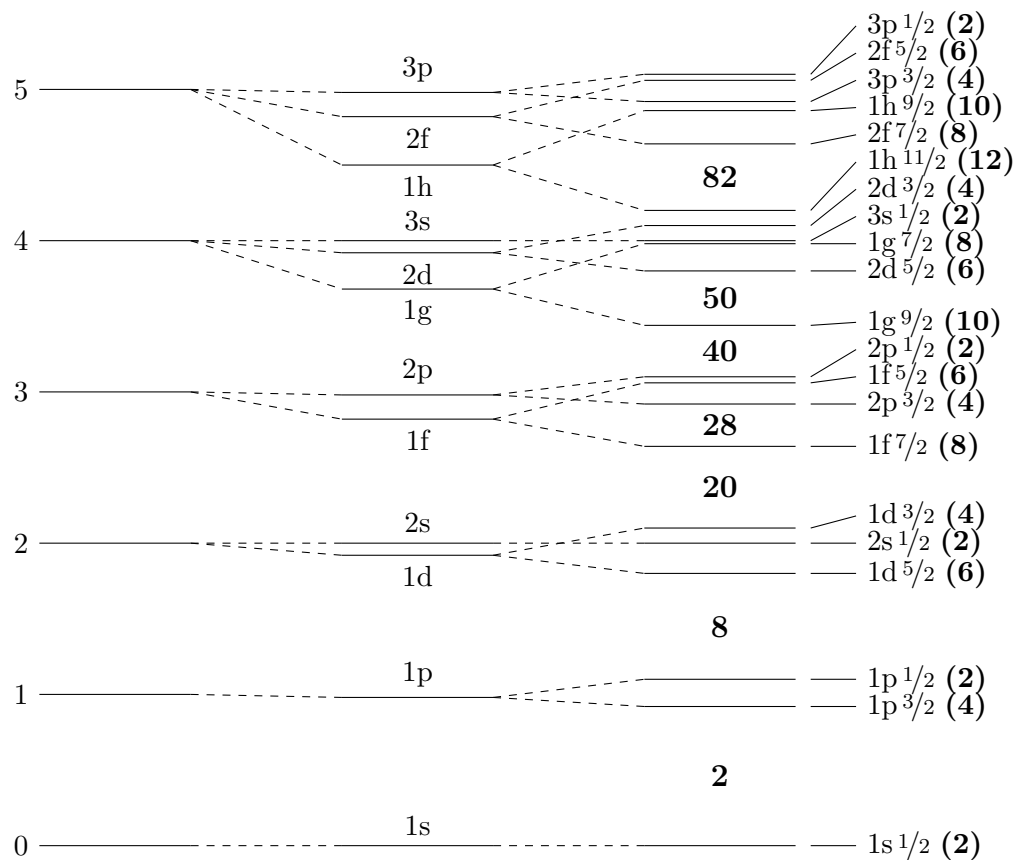 3p 1/2 (2)
2f 5/2 (6)
3p
3p 3/2 (4)
5
1h 9/2 (10)
2f
2f 7/2 (8)
1h 11/2 (12)
82
1h
2d 3/2 (4)
3s
3s 1/2 (2)
4
1g 7/2 (8)
2d
2d 5/2 (6)
50
1g
1g 9/2 (10)
40
2p 1/2 (2)
2p
1f 5/2 (6)
3
2p 3/2 (4)
28
1f
1f 7/2 (8)
20
1d 3/2 (4)
2s
2
2s 1/2 (2)
1d
1d 5/2 (6)
8
1p
1p 1/2 (2)
1
1p 3/2 (4)
2
1s
0
1s 1/2 (2)